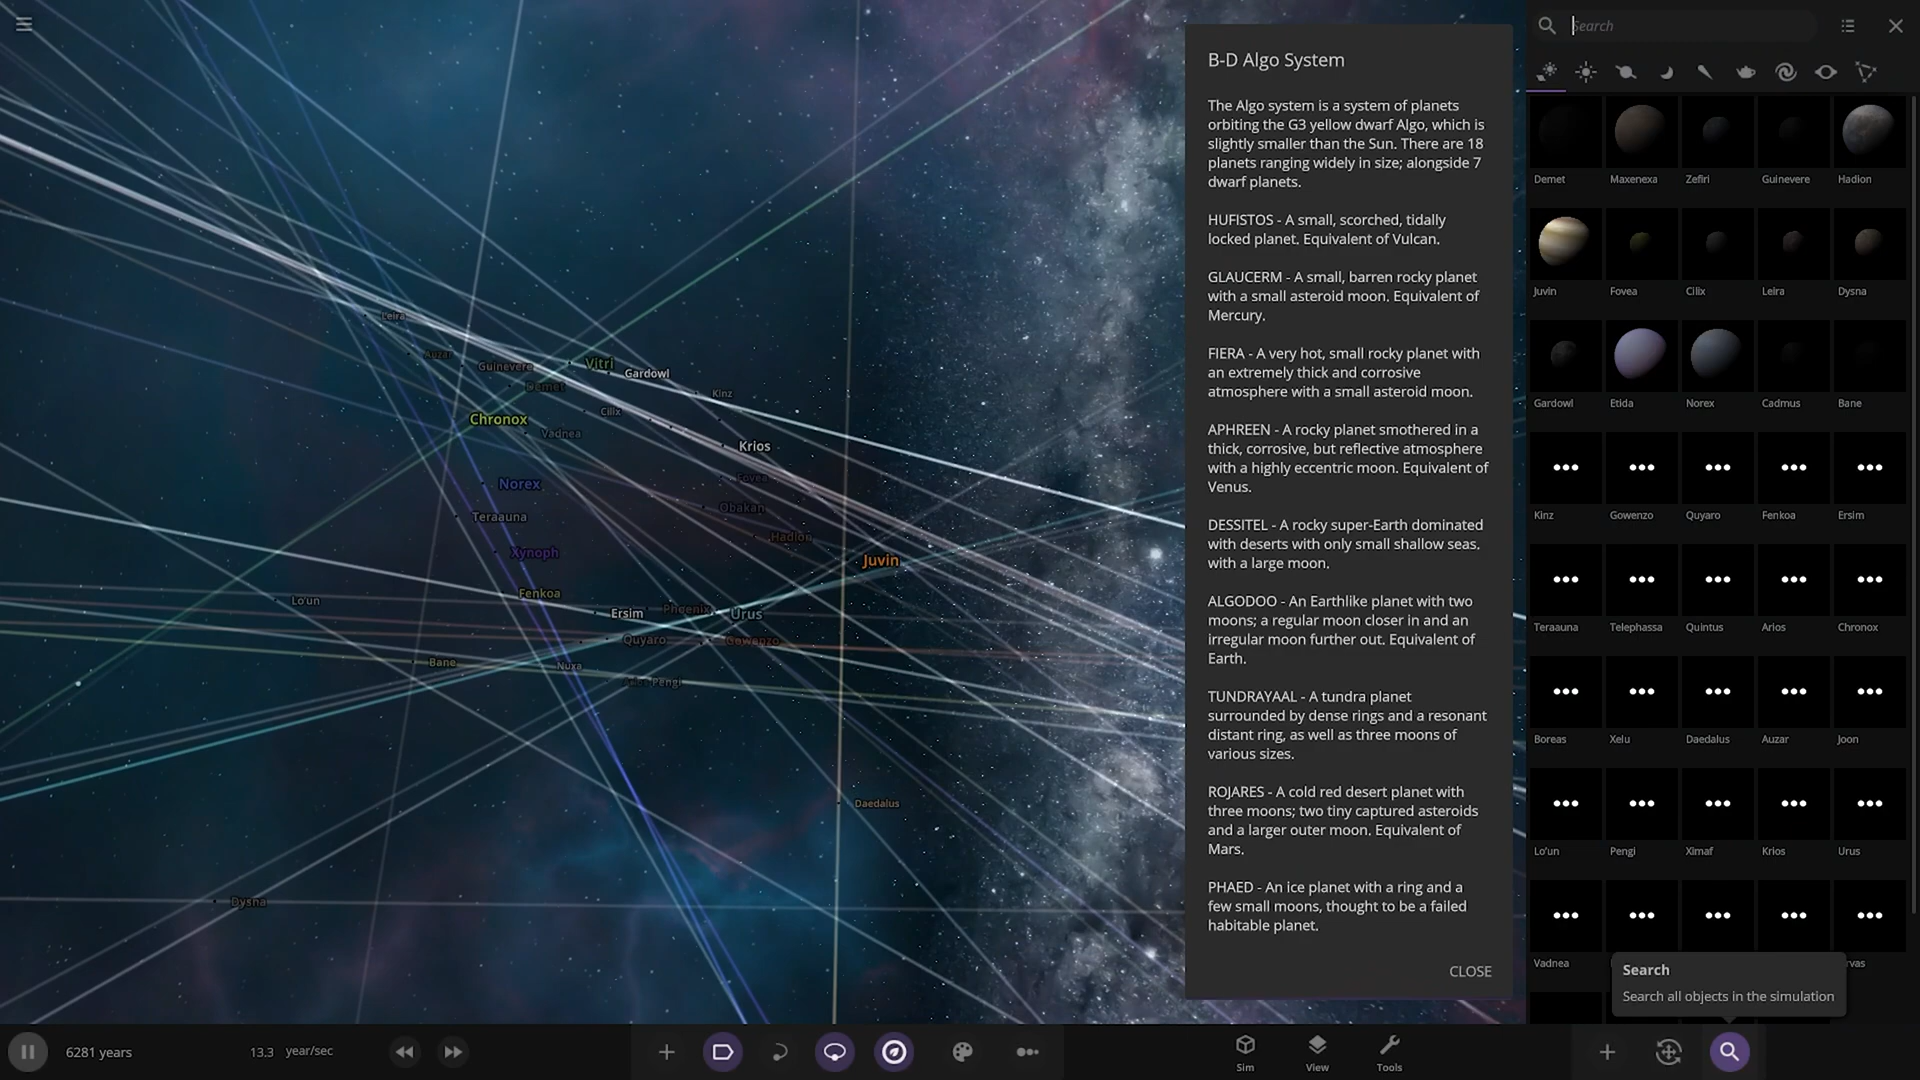 Search
B-D Algo System
The Algo system is a system of planets
orbiting the G3 yellow dwarf Algo, which is
slightly smaller than the Sun. There are 18
planets ranging widely in size; alongside 7
dwarf planets.
HUFISTOS - A small, scorched, tidally
locked planet. Equivalent of Vulcan.
GLAUCERM - A small, barren rocky planet
with a small asteroid moon. Equivalent of
Mercury.
FIERA - A very hot, small rocky planet with
an extremely thick and corrosive
atmosphere with a small asteroid moon.
APHREEN - A rocky planet smothered in a
thick, corrosive, but reflective atmosphere
with a highly eccentric moon. Equivalent of
Venus.
DESSITEL - A rocky super-Earth dominated
with deserts with only small shallow seas.
with a large moon.
ALGODOO - An Earthlike planet with two
moons; a regular moon closer in and an
irregular moon further out. Equivalent of
Earth.
TUNDRAYAAL - A tundra planet
surrounded by dense rings and a resonant
distant ring, as well as three moons of
various sizes.
ROJARES - A cold red desert planet with
three moons; two tiny captured asteroids
and a larger outer moon. Equivalent of
Mars.
PHAED - An ice planet with a ring and a
few small moons, thought to be a failed
habitable planet.
CLOSE
Demet Maxenexa Zefiri Guinevere Hadion
Juvin Fovea Cilix Leira Dysna
Gardowl Etida Norex Cadmus Bane
Kinz Gowenzo Quyaro Fenkoa Ersim
Teraauna Telephassa Quintus Arios Chronox
Boreas Xelu Daedalus Auzar Joon
Lo'un Pengi Ximaf Krios Urus
Vadnea
Search
Search all objects in the simulation
Leira
Auzar
Guinevere
Vitri
Gardowl
Demet
Kinz
Cilix
Chronox
Vadnea
Krios
Fovea
Norex
Obakan
Teraauna
Hadion
Xynoph
Juvin
Fenkoa
Lo'un
Ersim
Phoenix
Urus
Quyaro
Gowenzo
Bane
Nuxa
Pengi
Daedalus
Dysna
6281 years
13.3 year/sec
Sim
View
Tools